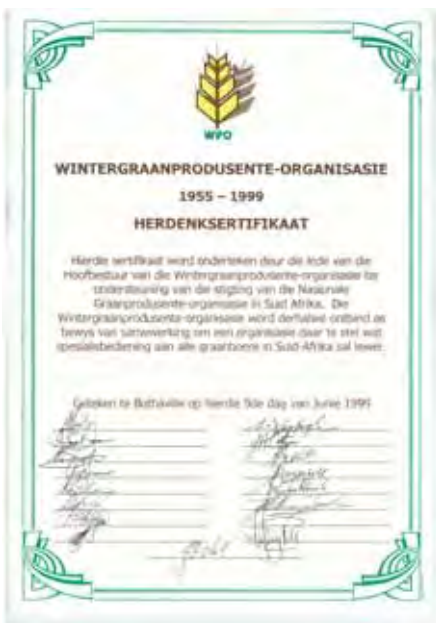 WPO
WINTERGRAANPRODUSENTE-ORGANISASIE
1955 – 1999
HERDENKSERTIFIKAAT
Hierdie sertifikaat word onderteken deur die lede van die
Hoofbestuur van die Wintergraanprodusente-organisasie ter
ondersteuning van die stigting van die Nasionale
Graanprodusente-organisasie in Suid Afrika. Die
Wintergraanprodusente-organisasie word derhalwe ontbind as
bewys van samewerking om een organisasie daar te stel wat
spesialisbediening aan alle graanboere in Suid-Afrika sal lewer.
Geteken te Bothaville op hierdie 9de dag van Junie 1999